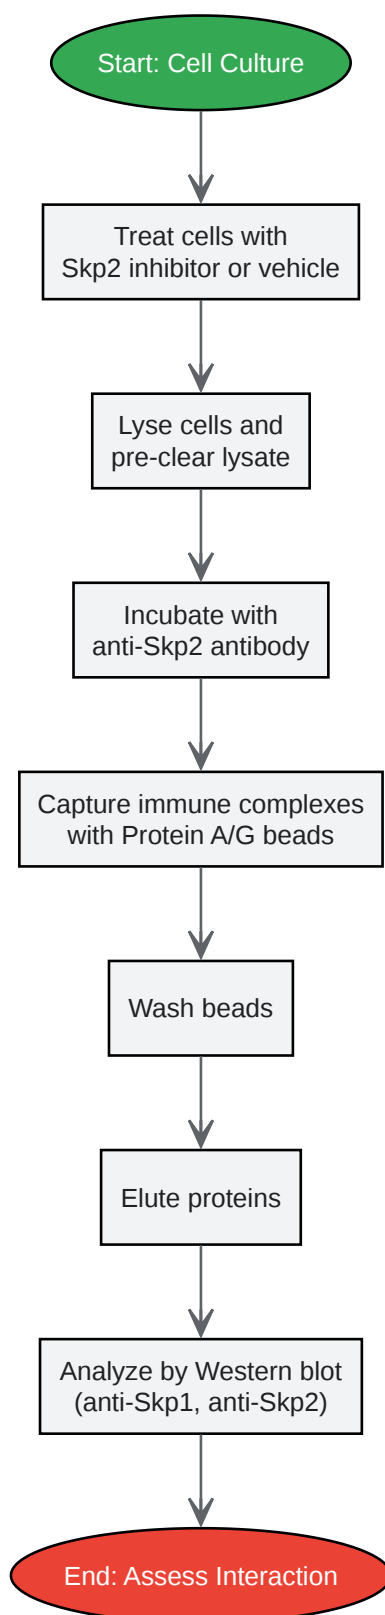 Start: Cell Culture
Treat cells with
Skp2 inhibitor or vehicle
Lyse cells and
pre-clear lysate
Incubate with
anti-Skp2 antibody
Capture immune complexes
with Protein A/G beads
Wash beads
Elute proteins
Analyze by Western blot
(anti-Skp1, anti-Skp2)
End: Assess Interaction